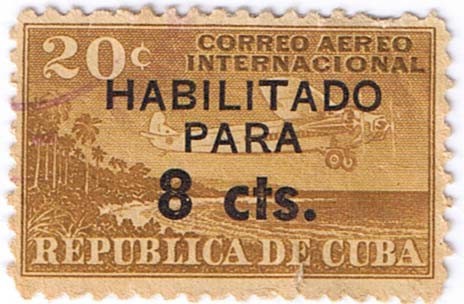 20¢
CORREO AEREO
INTERNACIONAL
HABILITADO
PARA
8 cts.
REPUBLICA DE CUBA